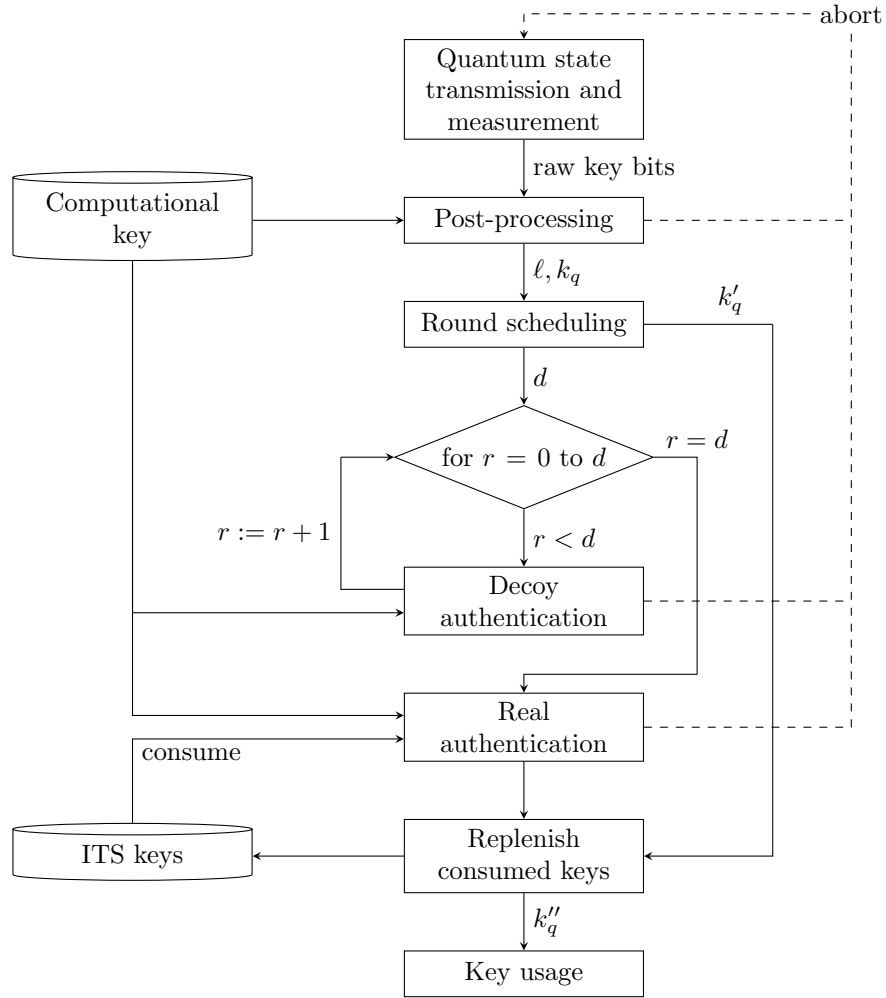 abort
Quantum state
transmission and
measurement
raw key bits
Computational
key
Post-processing
ℓ, k_q
k'_q
Round scheduling
d
r = d
for r = 0 to d
r := r + 1
r < d
Decoy
authentication
Real
authentication
consume
ITS keys
Replenish
consumed keys
k''_q
Key usage